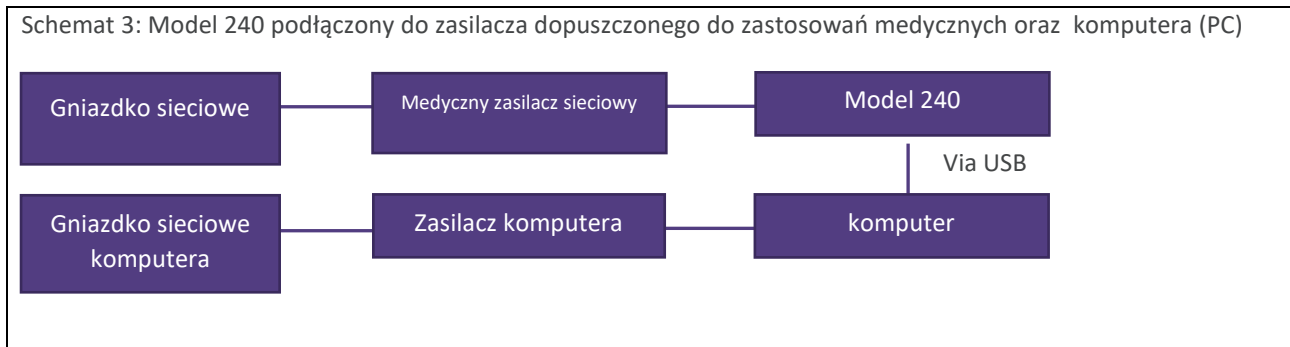 Schemat 3: Model 240 podłączony do zasilacza dopuszczonego do zastosowań medycznych oraz komputera (PC)
Gniazdko sieciowe
Medyczny zasilacz sieciowy
Model 240
Via USB
Gniazdko sieciowe
komputera
Zasilacz komputera
komputer